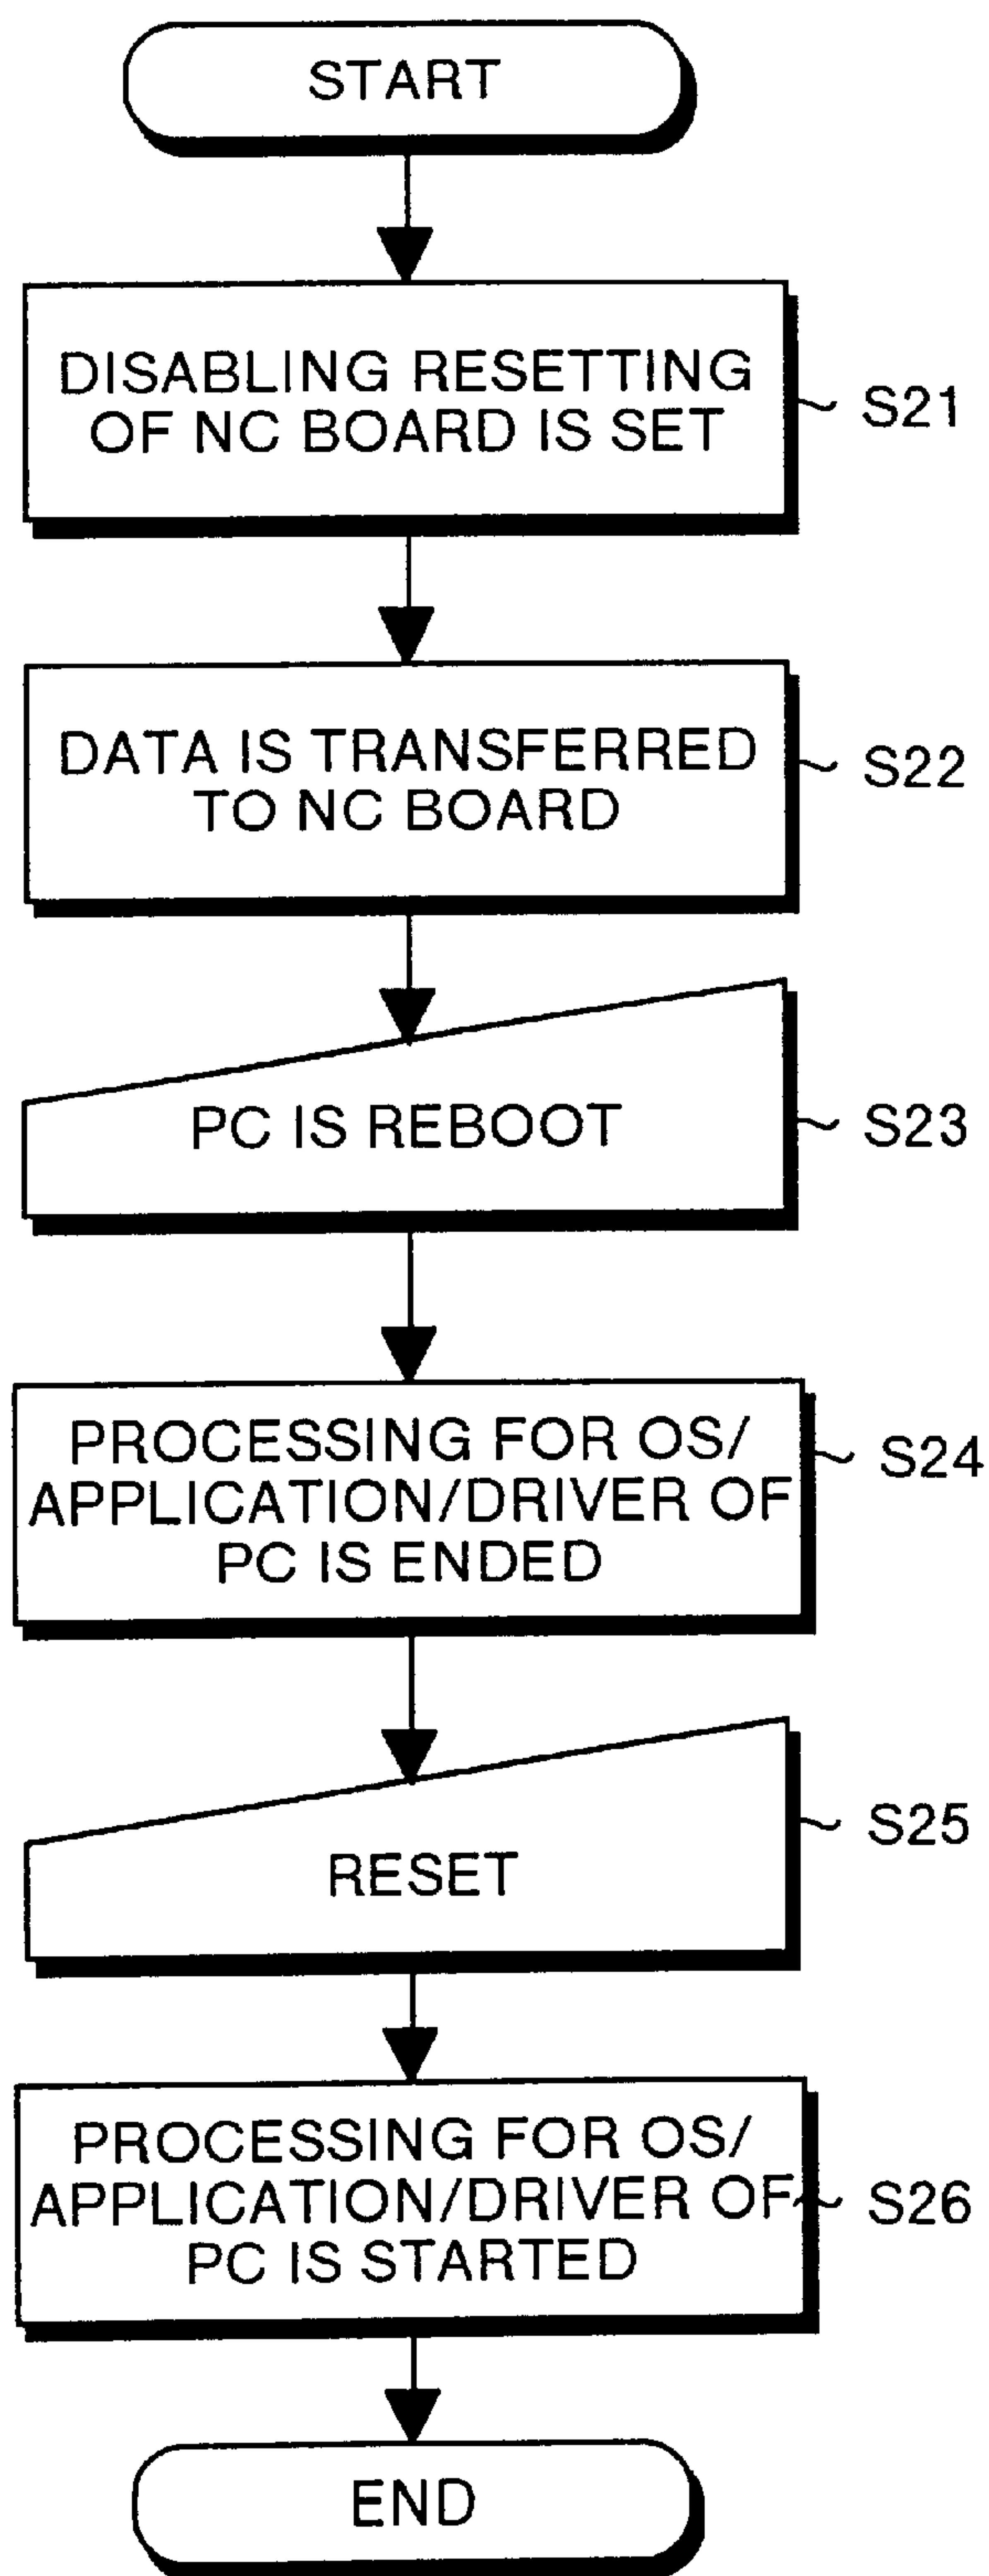 START
DISABLING RESETTING
OF NC BOARD IS SET
S21
DATA IS TRANSFERRED
TO NC BOARD
S22
PC IS REBOOT
S23
PROCESSING FOR OS/
APPLICATION/DRIVER OF
PC IS ENDED
S24
RESET
S25
PROCESSING FOR OS/
APPLICATION/DRIVER OF
PC IS STARTED
S26
END